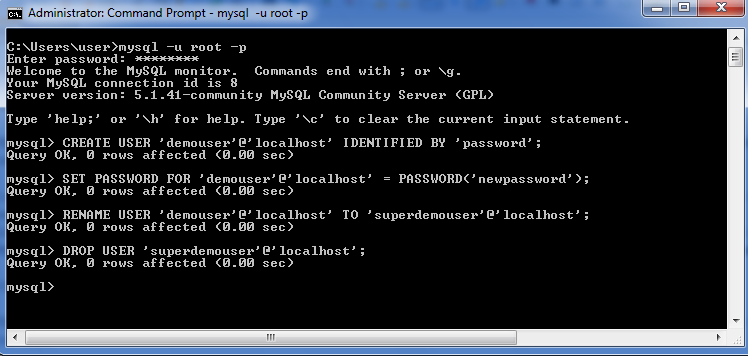 Administrator: Command Prompt - mysql -u root -p
C:\Users\user>mysql -u root -p
Enter password: ********
Welcome to the MySQL monitor.  Commands end with ; or \g.
Your MySQL connection id is 8
Server version: 5.1.41-community MySQL Community Server (GPL)
Type 'help;' or '\h' for help. Type '\c' to clear the current input statement.
mysql> CREATE USER 'demouser'@'localhost' IDENTIFIED BY 'password';
Query OK, 0 rows affected (0.00 sec)
mysql> SET PASSWORD FOR 'demouser'@'localhost' = PASSWORD('newpassword');
Query OK, 0 rows affected (0.00 sec)
mysql> RENAME USER 'demouser'@'localhost' TO 'superdemouser'@'localhost';
Query OK, 0 rows affected (0.00 sec)
mysql> DROP USER 'superdemouser'@'localhost';
Query OK, 0 rows affected (0.00 sec)
mysql>